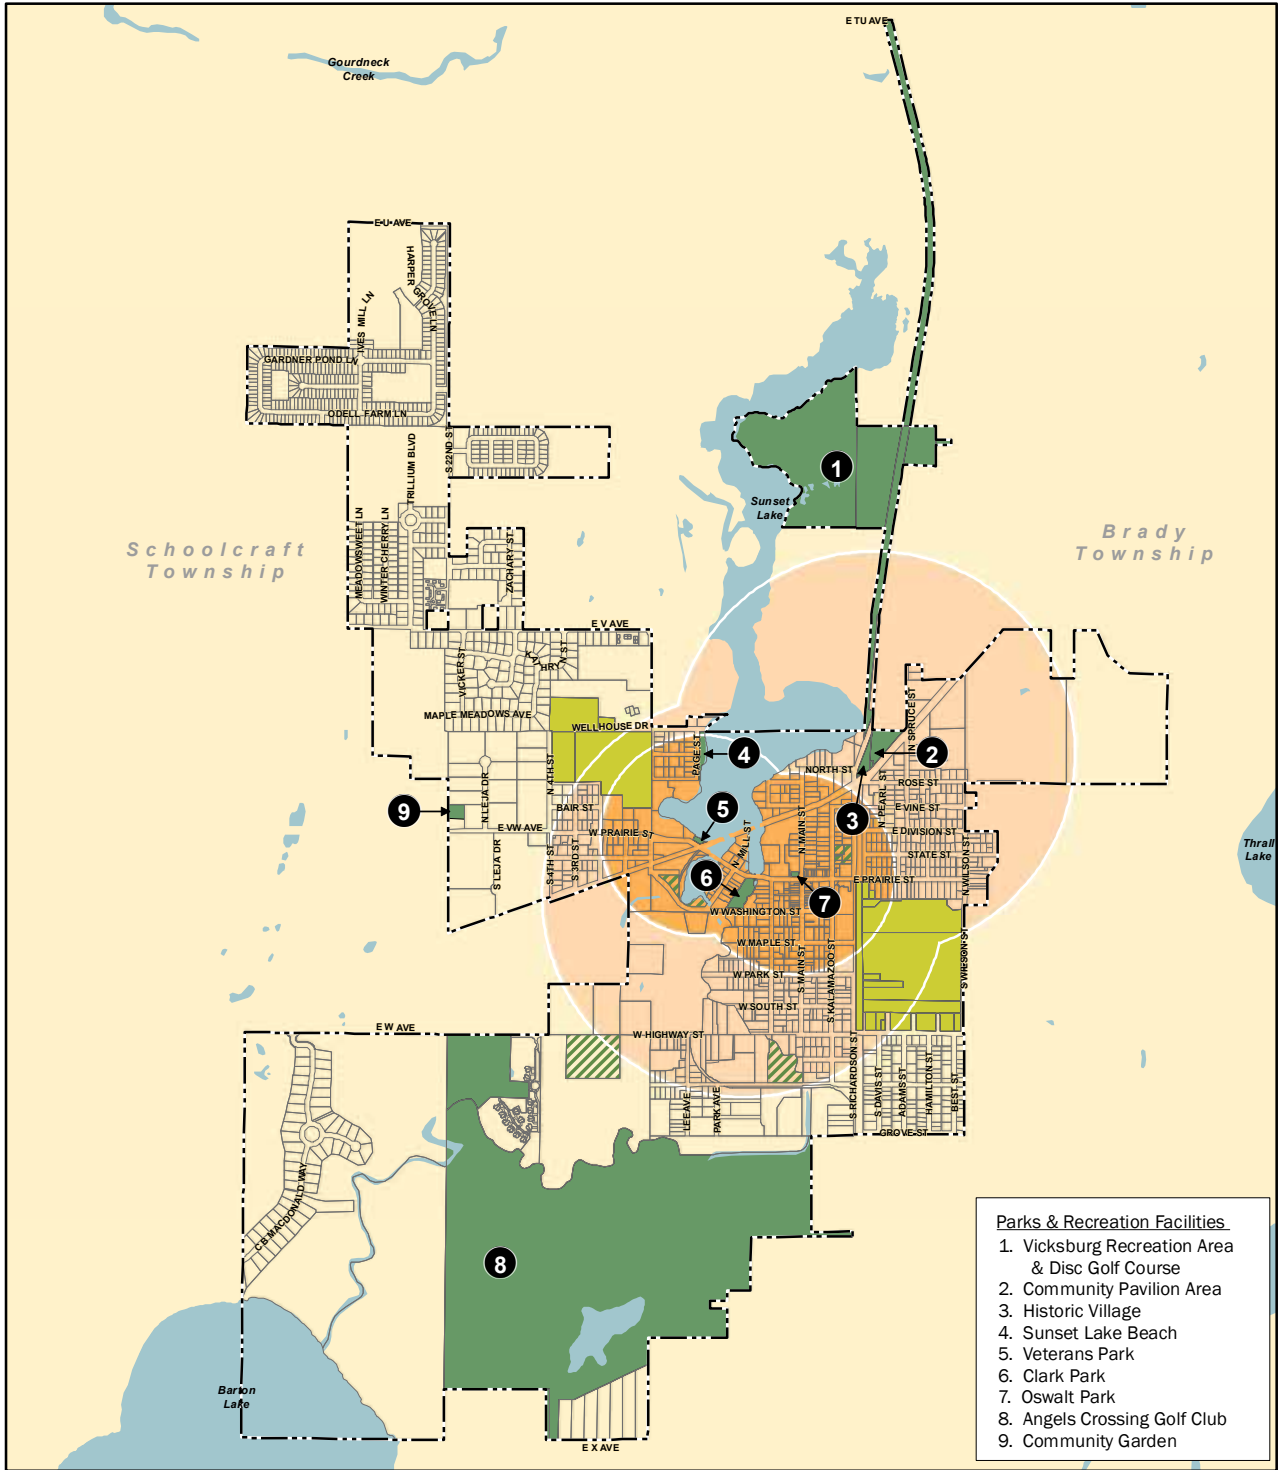 E TU AVE
Gourdneck
Creek
E U AVE
HARPER
GROVE LN
IVES MILL LN
GARDNER POND LN
ODELL FARM LN
S 22ND ST
TRILLIUM BLVD
1
Sunset
Lake
Schoolcraft
Township
Brady
Township
MEADOWSWEET LN
WINTER CHERRY LN
ZACHARY ST
E V AVE
VICKER ST
KATHRYN ST
MAPLE MEADOWS AVE
WELLHOUSE DR
PAGE ST
4
N SPRUCE ST
2
NORTH ST
ROSE ST
N LEJA DR
N 4TH ST
9
BAIR ST
5
3
N PEARL ST
E VINE ST
E VW AVE
W PRAIRIE ST
N MILL ST
N MAIN ST
E DIVISION ST
STATE ST
N WILSON ST
Thrall
Lake
S LEJA DR
S 4TH ST
S 3RD ST
6
E PRAIRIE ST
7
W WASHINGTON ST
W MAPLE ST
S MAIN ST
S KALAMAZOO ST
S WILSON ST
W PARK ST
W SOUTH ST
E W AVE
W HIGHWAY ST
S RICHARDSON ST
S DAVIS ST
ADAMS ST
HAMILTON ST
BEST ST
LEE AVE
PARK AVE
GROVE ST
C B MACDONALD WAY
8
Barton
Lake
E X AVE
Parks & Recreation Facilities
1. Vicksburg Recreation Area
& Disc Golf Course
2. Community Pavilion Area
3. Historic Village
4. Sunset Lake Beach
5. Veterans Park
6. Clark Park
7. Oswalt Park
8. Angels Crossing Golf Club
9. Community Garden